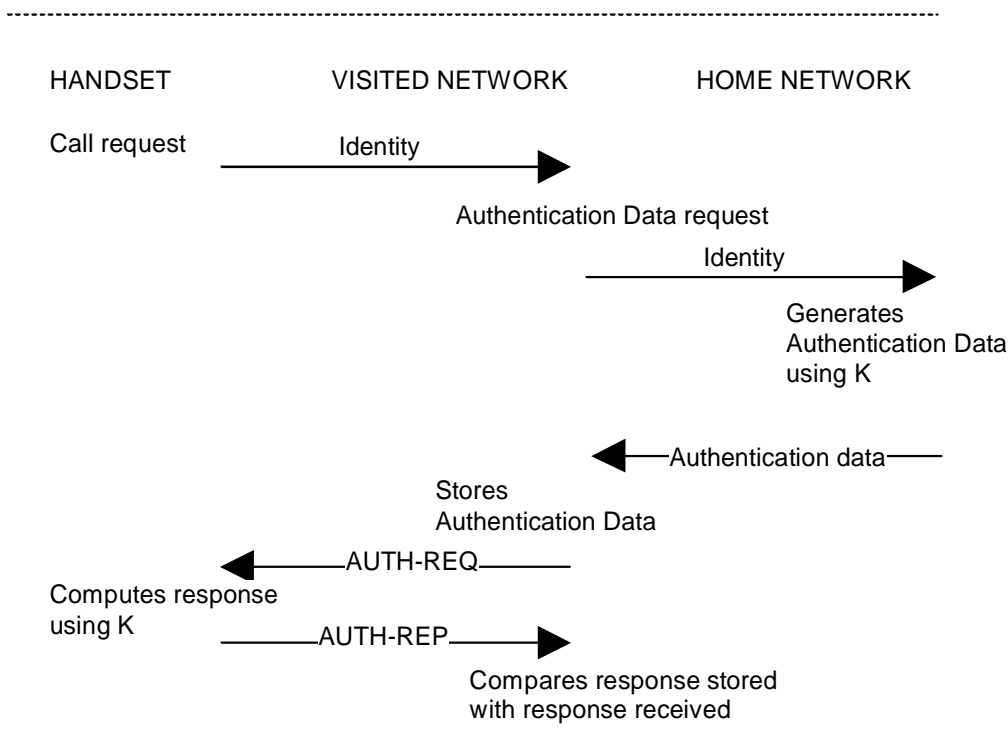 HANDSET VISITED NETWORK HOME NETWORK
Call request Identity
Authentication Data request
Identity
Generates
Authentication Data
using K
Authentication data
Stores
Authentication Data
AUTH-REQ
Computes response
using K
AUTH-REP
Compares response stored
with response received